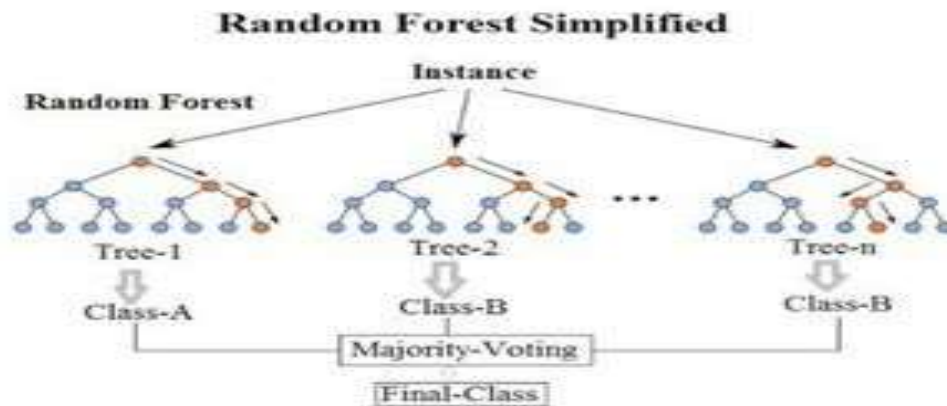 Random Forest Simplified
Instance
Random Forest
Tree-1
Tree-2
Tree-n
Class-A
Class-B
Class-B
Majority-Voting
Final-Class